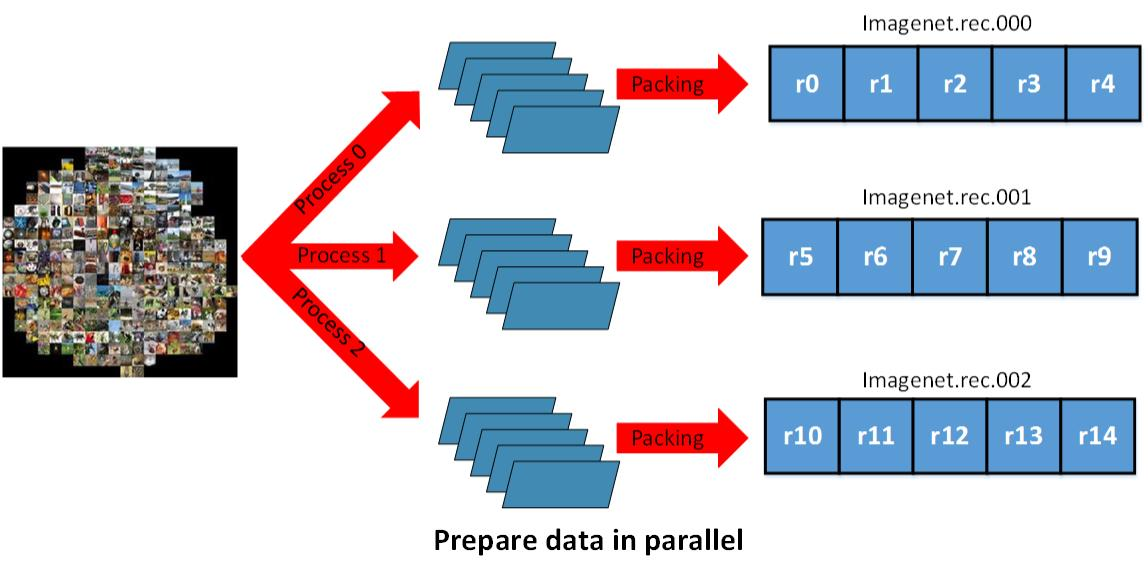 Imagenet.rec.000
Packing
r0 r1 r2 r3 r4
Process 0
Imagenet.rec.001
Process 1
Packing
r5 r6 r7 r8 r9
Process 2
Imagenet.rec.002
Packing
r10 r11 r12 r13 r14
Prepare data in parallel